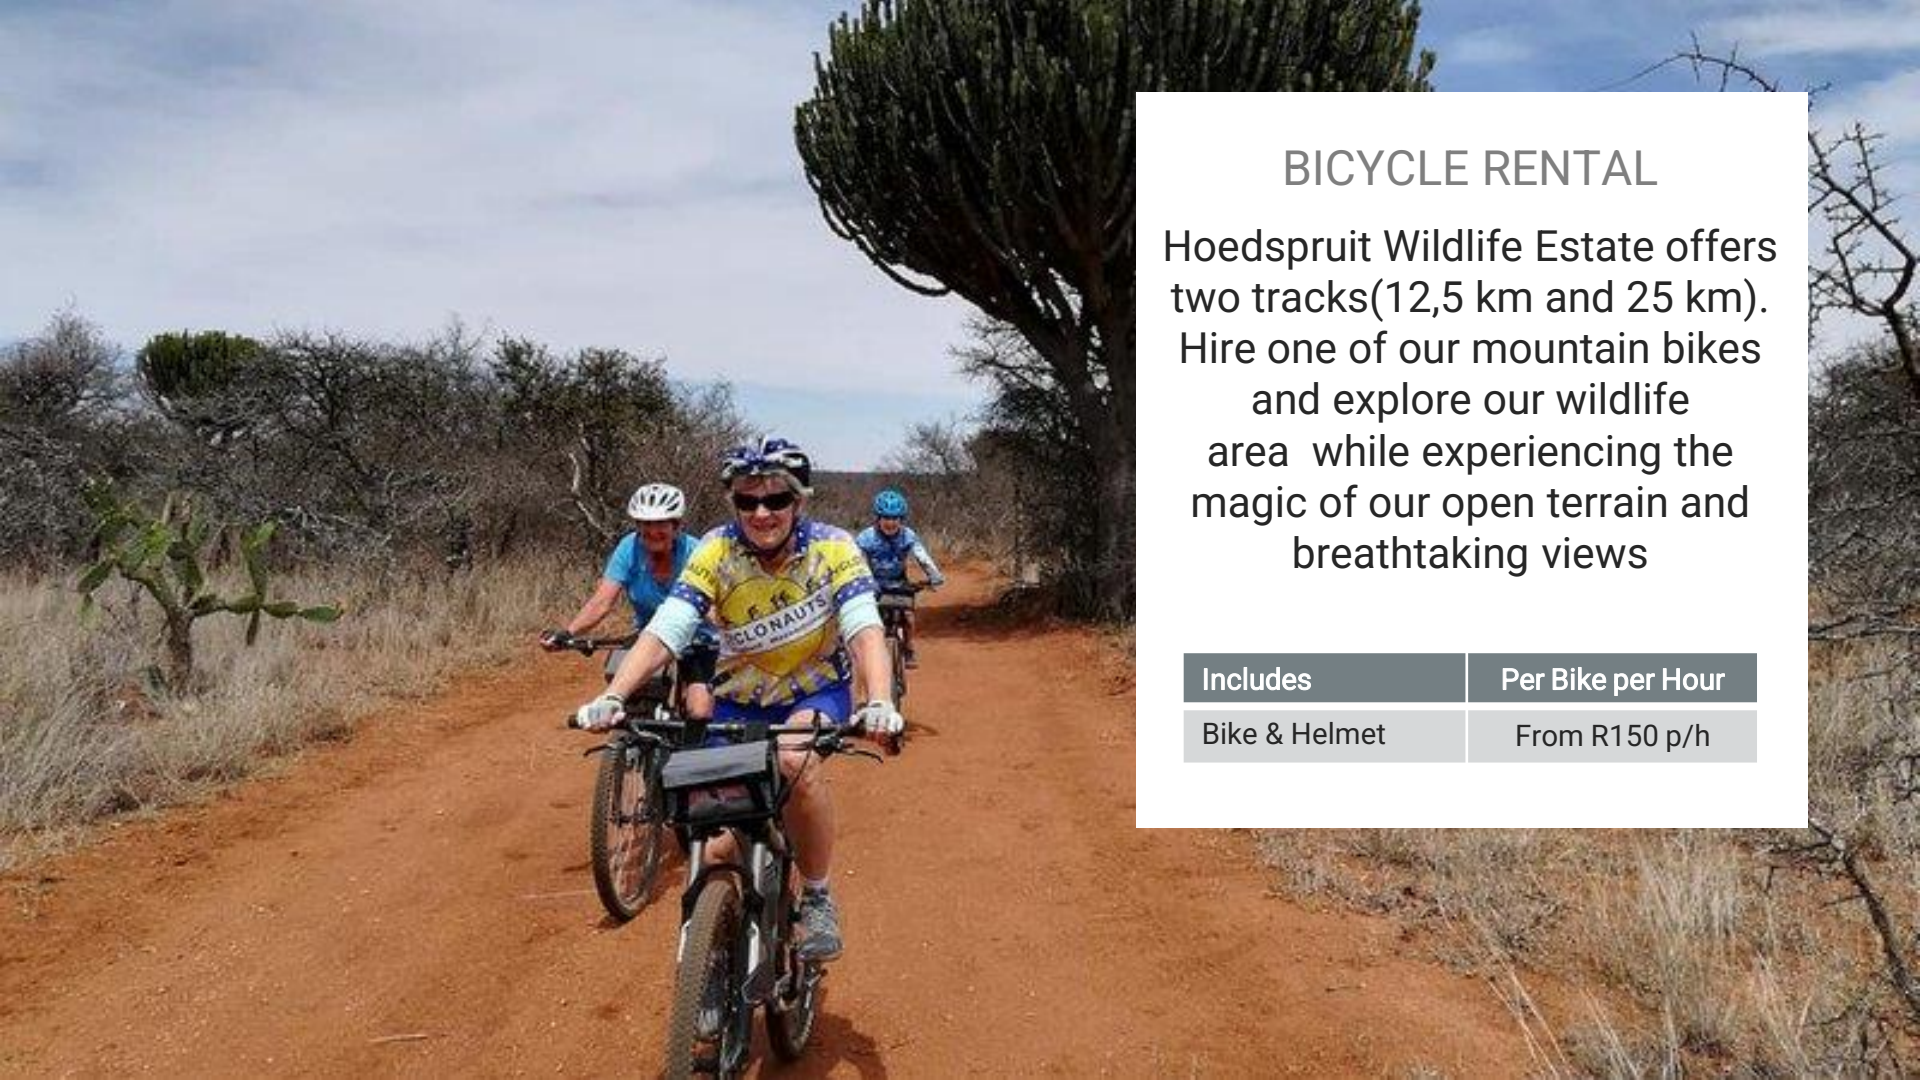 BICYCLE RENTAL
Hoedspruit Wildlife Estate offers
two tracks(12,5 km and 25 km).
Hire one of our mountain bikes
and explore our wildlife
area  while experiencing the
magic of our open terrain and
breathtaking views
Includes Per Bike per Hour
Bike & Helmet From R150 p/h
CLONAUTS